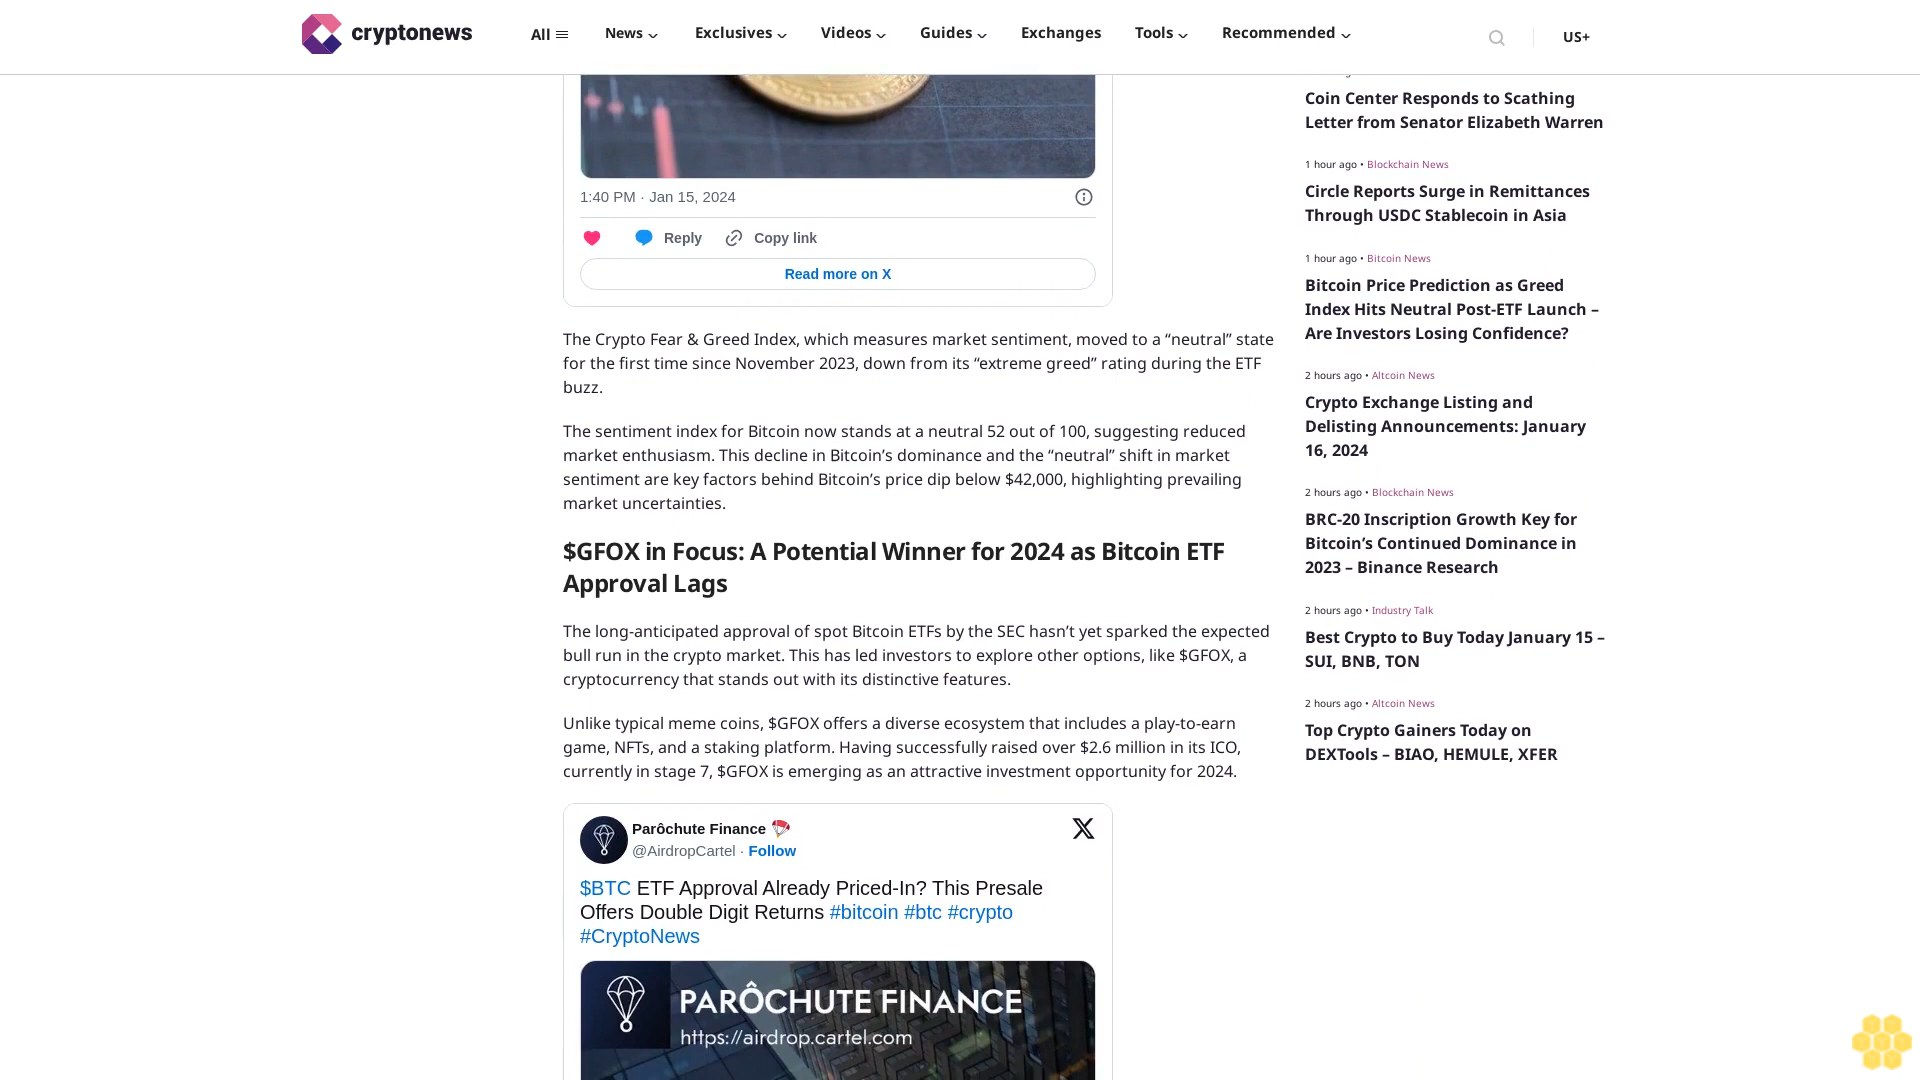 cryptonews
All
News
Exclusives
Videos
Guides
Exchanges
Tools
Recommended
US+
1:40 PM · Jan 15, 2024
Reply
Copy link
Read more on X
The Crypto Fear & Greed Index, which measures market sentiment, moved to a “neutral” state
for the first time since November 2023, down from its “extreme greed” rating during the ETF
buzz.
The sentiment index for Bitcoin now stands at a neutral 52 out of 100, suggesting reduced
market enthusiasm. This decline in Bitcoin’s dominance and the “neutral” shift in market
sentiment are key factors behind Bitcoin’s price dip below $42,000, highlighting prevailing
market uncertainties.
$GFOX in Focus: A Potential Winner for 2024 as Bitcoin ETF
Approval Lags
The long-anticipated approval of spot Bitcoin ETFs by the SEC hasn’t yet sparked the expected
bull run in the crypto market. This has led investors to explore other options, like $GFOX, a
cryptocurrency that stands out with its distinctive features.
Unlike typical meme coins, $GFOX offers a diverse ecosystem that includes a play-to-earn
game, NFTs, and a staking platform. Having successfully raised over $2.6 million in its ICO,
currently in stage 7, $GFOX is emerging as an attractive investment opportunity for 2024.
Parôchute Finance
@AirdropCartel · Follow
$BTC ETF Approval Already Priced-In? This Presale
Offers Double Digit Returns #bitcoin #btc #crypto
#CryptoNews
PARÔCHUTE FINANCE
https://airdrop.cartel.com
Coin Center Responds to Scathing
Letter from Senator Elizabeth Warren
1 hour ago • Blockchain News
Circle Reports Surge in Remittances
Through USDC Stablecoin in Asia
1 hour ago • Bitcoin News
Bitcoin Price Prediction as Greed
Index Hits Neutral Post-ETF Launch –
Are Investors Losing Confidence?
2 hours ago • Altcoin News
Crypto Exchange Listing and
Delisting Announcements: January
16, 2024
2 hours ago • Blockchain News
BRC-20 Inscription Growth Key for
Bitcoin’s Continued Dominance in
2023 – Binance Research
2 hours ago • Industry Talk
Best Crypto to Buy Today January 15 –
SUI, BNB, TON
2 hours ago • Altcoin News
Top Crypto Gainers Today on
DEXTools – BIAO, HEMULE, XFER